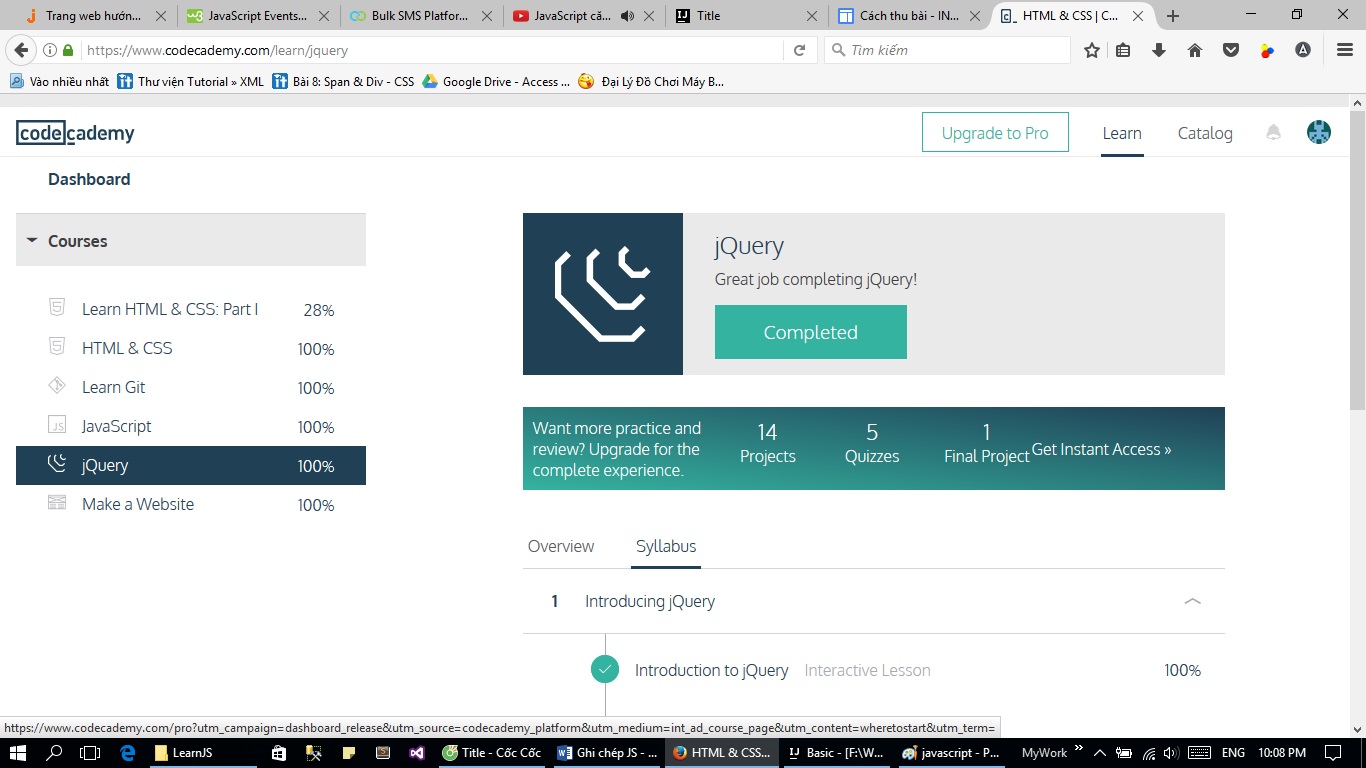 Trang web hướn...
JavaScript Events...
Bulk SMS Platfor...
JavaScript că...
Title
Cách thu bài - IN...
HTML & CSS | C...
https://www.codecademy.com/learn/jquery
Tìm kiếm
Vào nhiều nhất
Thư viện Tutorial » XML
Bài 8: Span & Div - CSS
Google Drive - Access ...
Đại Lý Đồ Chơi Máy B...
codecademy
Upgrade to Pro
Learn
Catalog
Dashboard
Courses
Learn HTML & CSS: Part I 28%
HTML & CSS 100%
Learn Git 100%
JavaScript 100%
jQuery 100%
Make a Website 100%
jQuery
Great job completing jQuery!
Completed
Want more practice and
review? Upgrade for the
complete experience.
14
Projects
5
Quizzes
1
Final Project
Get Instant Access »
Overview
Syllabus
1 Introducing jQuery
Introduction to jQuery Interactive Lesson 100%
https://www.codecademy.com/pro?utm_campaign=dashboard_release&utm_source=codecademy_platform&utm_medium=int_ad_course_page&utm_content=wheretostart&utm_term=
LearnJS
Title - Cốc Cốc
Ghi chép JS - ...
HTML & CSS...
Basic - [F:\W...
javascript - P...
MyWork
ENG
10:08 PM